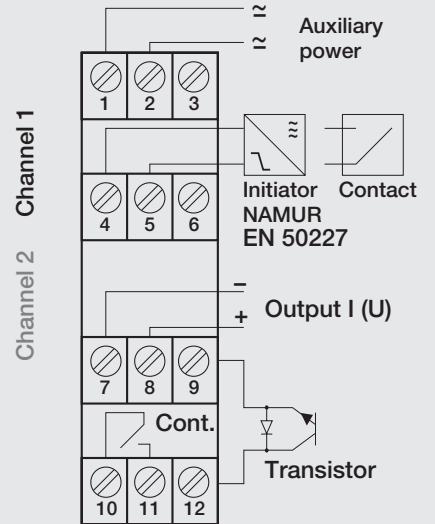 ≃
Auxiliary
≃
power
1 2 3
Channel 1
4 5 6
Initiator Contact
NAMUR
EN 50227
Channel 2
−
Output I (U)
+
7 8 9
Cont.
Transistor
10 11 12